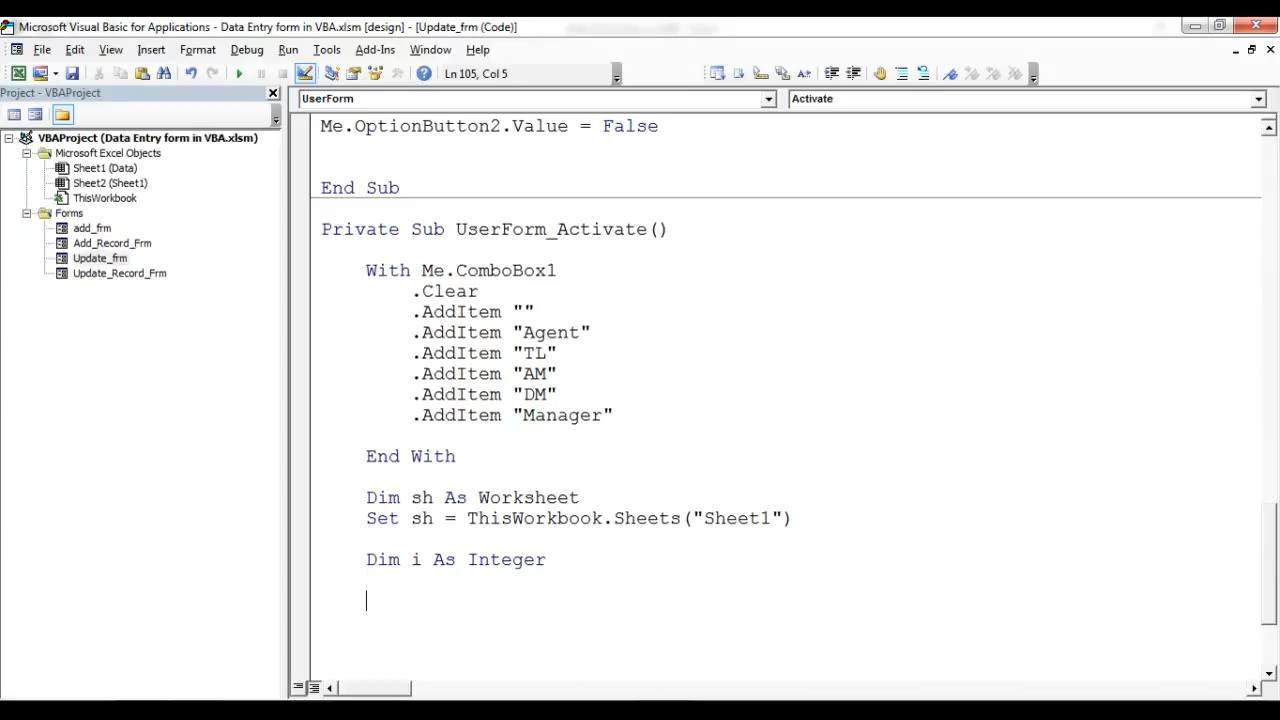 Microsoft Visual Basic for Applications - Data Entry form in VBA.xlsm [design] - [Update_frm (Code)]
File Edit View Insert Format Debug Run Tools Add-Ins Window Help
Ln 105, Col 5
Project - VBAProject
UserForm
Activate
VBAProject (Data Entry form in VBA.xlsm)
Microsoft Excel Objects
Sheet1 (Data)
Sheet2 (Sheet1)
ThisWorkbook
Forms
add_frm
Add_Record_Frm
Update_frm
Update_Record_Frm
Me.OptionButton2.Value = False
End Sub
Private Sub UserForm_Activate()
With Me.ComboBox1
.Clear
.AddItem ""
.AddItem "Agent"
.AddItem "TL"
.AddItem "AM"
.AddItem "DM"
.AddItem "Manager"
End With
Dim sh As Worksheet
Set sh = ThisWorkbook.Sheets("Sheet1")
Dim i As Integer